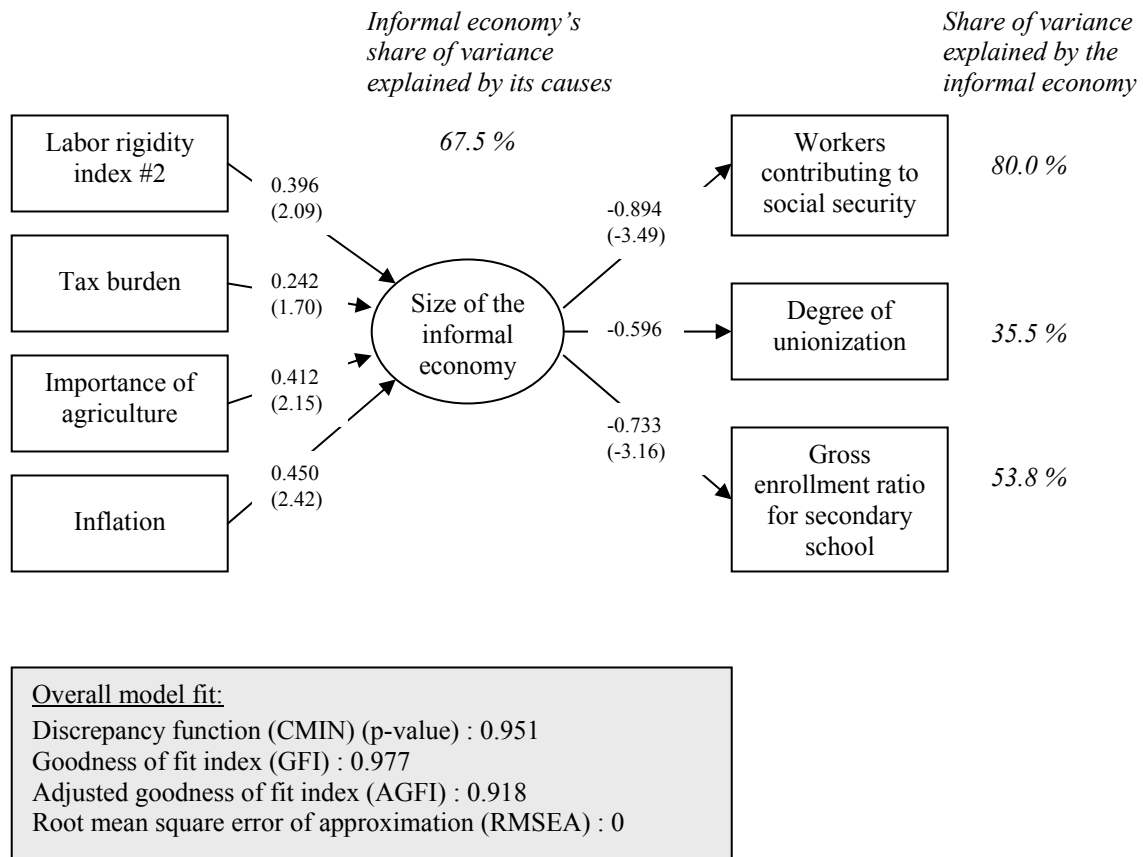 Informal economy's
share of variance
explained by its causes
Share of variance
explained by the
informal economy
Labor rigidity
index #2
67.5 %
Workers
contributing to
social security
80.0 %
0.396
(2.09)
-0.894
(-3.49)
Tax burden
0.242
(1.70)
Size of the
informal
economy
-0.596
Degree of
unionization
35.5 %
Importance of
agriculture
0.412
(2.15)
-0.733
(-3.16)
Inflation
0.450
(2.42)
Gross
enrollment ratio
for secondary
school
53.8 %
Overall model fit:
Discrepancy function (CMIN) (p-value) : 0.951
Goodness of fit index (GFI) : 0.977
Adjusted goodness of fit index (AGFI) : 0.918
Root mean square error of approximation (RMSEA) : 0